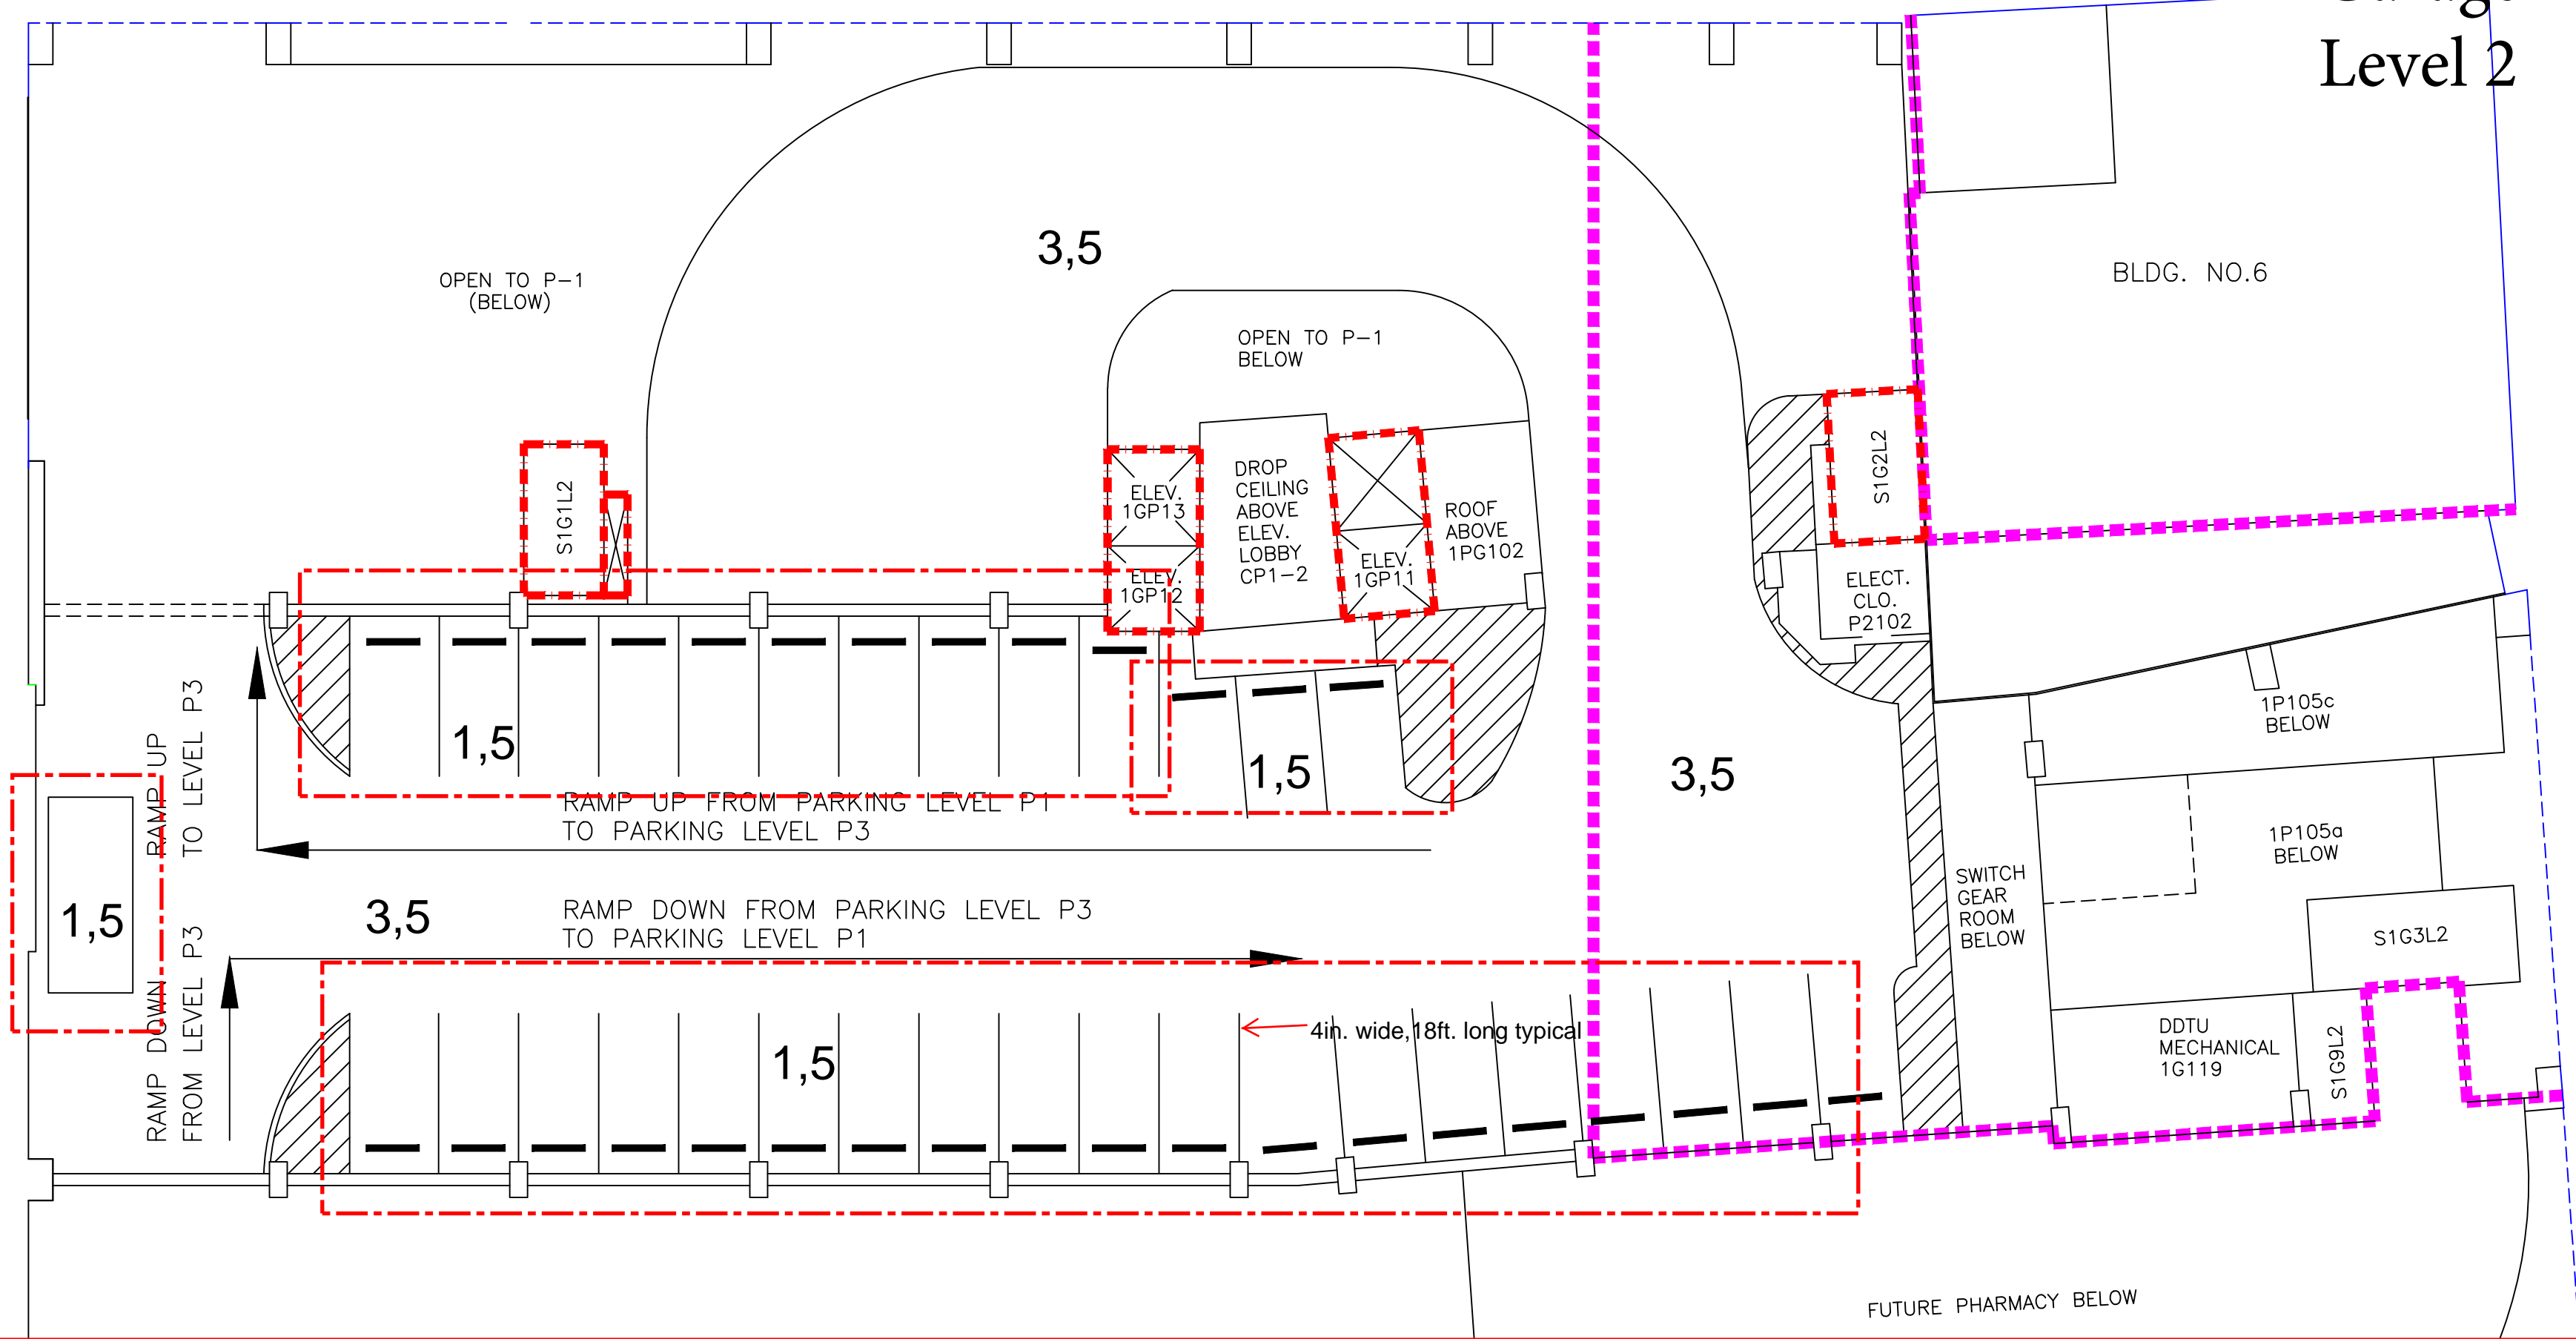 Level 2
3,5
OPEN TO P-1
(BELOW)
BLDG. NO.6
OPEN TO P-1
BELOW
S1G1L2
ELEV.
1GP13
ELEV.
1GP12
DROP
CEILING
ABOVE
ELEV.
LOBBY
CP1-2
ELEV.
1GP11
ROOF
ABOVE
1PG102
S1G2L2
ELECT.
CLO.
P2102
1P105c
BELOW
RAMP UP
TO LEVEL P3
1,5
1,5
3,5
RAMP UP FROM PARKING LEVEL P1
TO PARKING LEVEL P3
1P105a
BELOW
1,5
3,5
RAMP DOWN FROM PARKING LEVEL P3
TO PARKING LEVEL P1
SWITCH
GEAR
ROOM
BELOW
S1G3L2
RAMP DOWN
FROM LEVEL P3
1,5
4in. wide,18ft. long typical
DDTU
MECHANICAL
1G119
S1G9L2
FUTURE PHARMACY BELOW